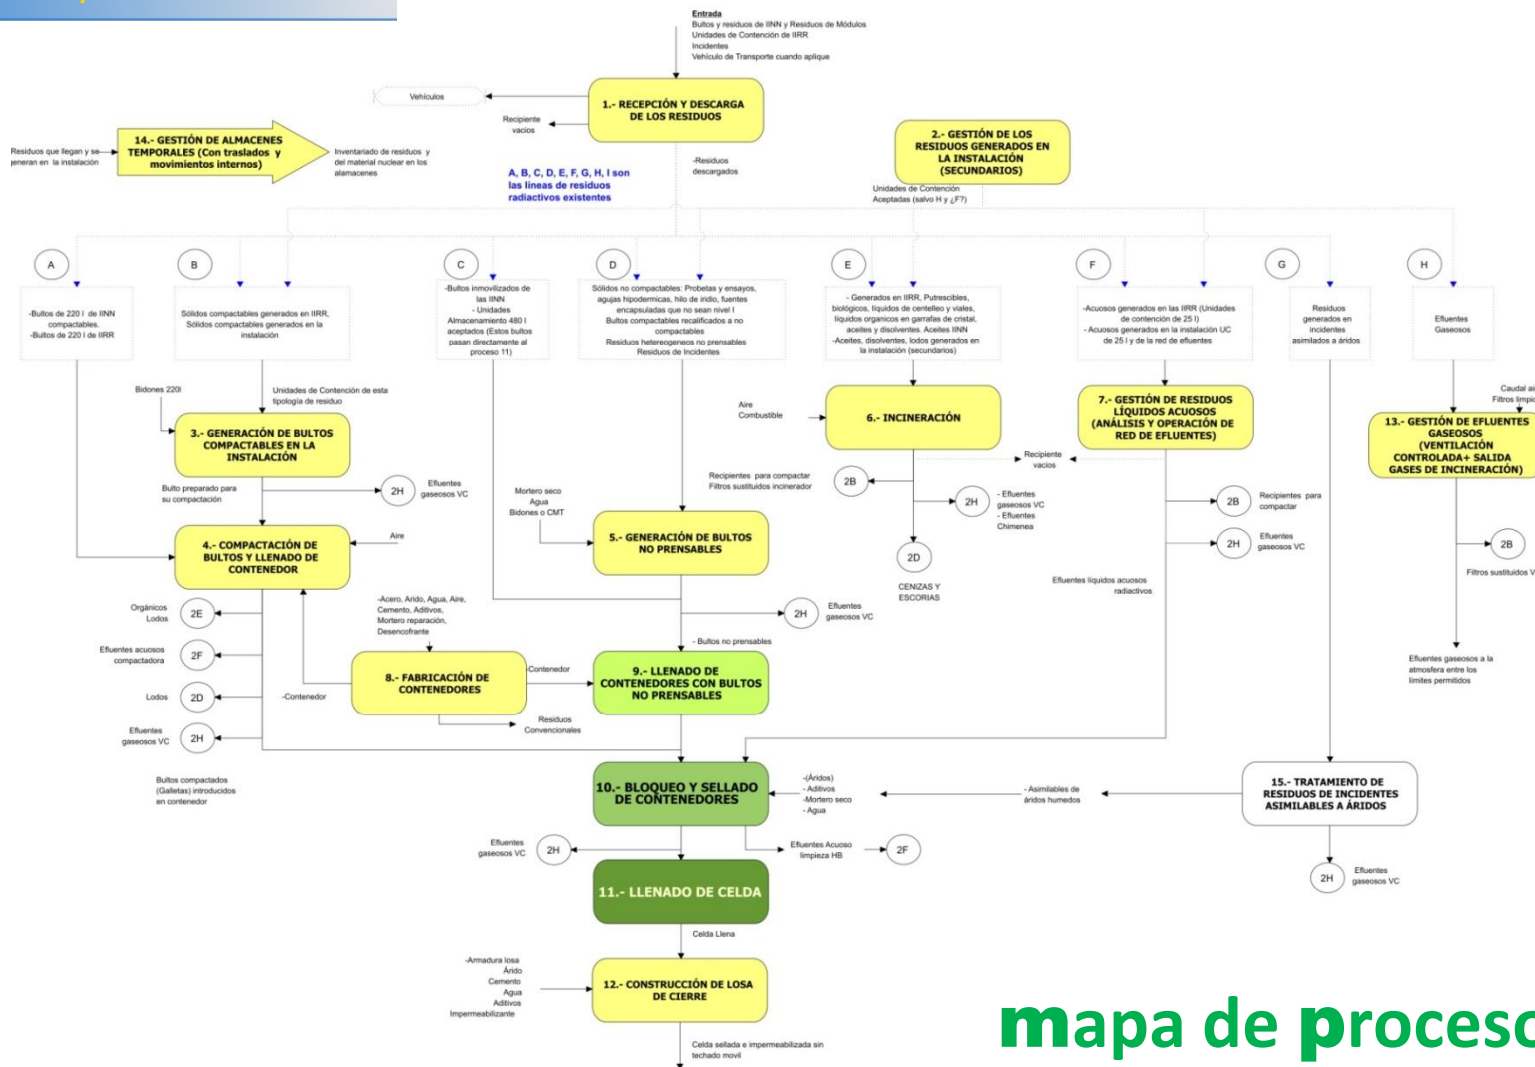 Entrada
Bultos y residuos de IINN y Residuos de Módulos
Unidades de Contención de IIRR
Incidentes
Vehículo de Transporte cuando aplique
Vehículos
1.- RECEPCIÓN Y DESCARGA
DE LOS RESIDUOS
Recipiente
vacios
Residuos que llegan y se
generan en la instalación
14.- GESTIÓN DE ALMACENES
TEMPORALES (Con traslados y
movimientos internos)
Inventariado de residuos y
del material nuclear en los
alamacenes
2.- GESTIÓN DE LOS
RESIDUOS GENERADOS EN
LA INSTALACIÓN
(SECUNDARIOS)
-Residuos
descargados
A, B, C, D, E, F, G, H, I son
las líneas de residuos
radiactivos existentes
Unidades de Contención
Aceptadas (salvo H y ¿F?)
A
B
C
D
E
F
G
H
-Bultos de 220 l de IINN
compactables.
-Bultos de 220 l de IIRR
Sólidos compactables generados en IIRR,
Sólidos compactables generados en la
instalación
-Bultos inmovilizados de
las IINN
- Unidades
Almacenamiento 480 l
aceptados (Estos bultos
pasan directamente al
proceso 11)
Sólidos no compactables: Probetas y ensayos,
agujas hipodermicas, hilo de iridio, fuentes
encapsuladas que no sean nivel I
Bultos compactables recalificados a no
compactables
Residuos hetereogeneos no prensables
Residuos de Incidentes
- Generados en IIRR, Putrescibles,
biológicos, líquidos de centelleo y viales,
líquidos organicos en garrafas de cristal,
aceites y disolventes. Aceites IINN
-Aceites, disolventes, lodos generados en
la instalación (secundarios)
-Acuosos generados en las IIRR (Unidades
de contención de 25 l)
- Acuosos generados en la instalación UC
de 25 l y de la red de efluentes
Residuos
generados en
incidentes
asimilados a áridos
Efluentes
Gaseosos
Bidones 220l
Unidades de Contención de esta
tipología de residuo
3.- GENERACIÓN DE BULTOS
COMPACTABLES EN LA
INSTALACIÓN
Bulto preparado para
su compactación
2H
Efluentes
gaseosos VC
4.- COMPACTACIÓN DE
BULTOS Y LLENADO DE
CONTENEDOR
Aire
Orgánicos
Lodos
2E
Efluentes acuosos
compactadora
2F
Lodos
2D
Efluentes
gaseosos VC
2H
-Contenedor
Bultos compactados
(Galletas) introducidos
en contenedor
-Acero, Arido, Agua, Aire,
Cemento, Aditivos,
Mortero reparación,
Desencofrante
8.- FABRICACIÓN DE
CONTENEDORES
-Contenedor
Residuos
Convencionales
Mortero seco
Agua
Bidones o CMT
5.- GENERACIÓN DE BULTOS
NO PRENSABLES
2H
Efluentes
gaseosos VC
- Bultos no prensables
9.- LLENADO DE
CONTENEDORES CON BULTOS
NO PRENSABLES
Aire
Combustible
6.- INCINERACIÓN
Recipientes para compactar
Filtros sustituidos incinerador
2B
2H
- Efluentes
gaseosos VC
- Efluentes
Chimenea
2D
CENIZAS Y
ESCORIAS
Recipiente
vacios
7.- GESTIÓN DE RESIDUOS
LÍQUIDOS ACUOSOS
(ANÁLISIS Y OPERACIÓN DE
RED DE EFLUENTES)
2B
Recipientes para
compactar
2H
Efluentes
gaseosos VC
Efluentes líquidos acuosos
radiactivos
Caudal ai
Filtros limpio
13.- GESTIÓN DE EFLUENTES
GASEOSOS
(VENTILACIÓN
CONTROLADA+ SALIDA
GASES DE INCINERACIÓN)
2B
Filtros sustituidos V
Efluentes gaseosos a la
atmosfera entre los
límites permitidos
10.- BLOQUEO Y SELLADO
DE CONTENEDORES
-(Áridos)
- Aditivos
-Mortero seco
- Agua
- Asimilables de
áridos humedos
15.- TRATAMIENTO DE
RESIDUOS DE INCIDENTES
ASIMILABLES A ÁRIDOS
2H
Efluentes
gaseosos VC
Efluentes
gaseosos VC
2H
Efluentes Acuoso
limpieza HB
2F
11.- LLENADO DE CELDA
Celda Llena
-Armadura losa
Árido
Cemento
Agua
Aditivos
Impermeabilizante
12.- CONSTRUCCIÓN DE LOSA
DE CIERRE
Celda sellada e impermeabilizada sin
techado movil
mapa de proceso